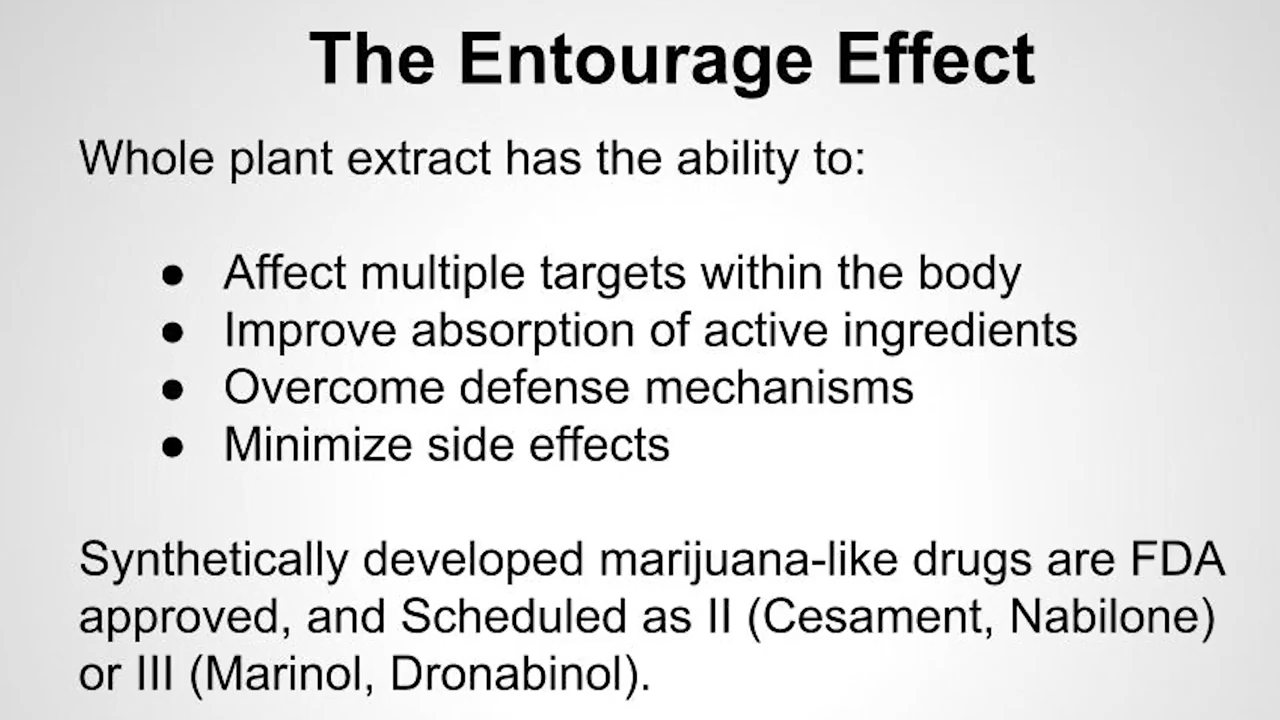 The Entourage Effect
Whole plant extract has the ability to:
● Affect multiple targets within the body
● Improve absorption of active ingredients
● Overcome defense mechanisms
● Minimize side effects
Synthetically developed marijuana-like drugs are FDA
approved, and Scheduled as II (Cesament, Nabilone)
or III (Marinol, Dronabinol).